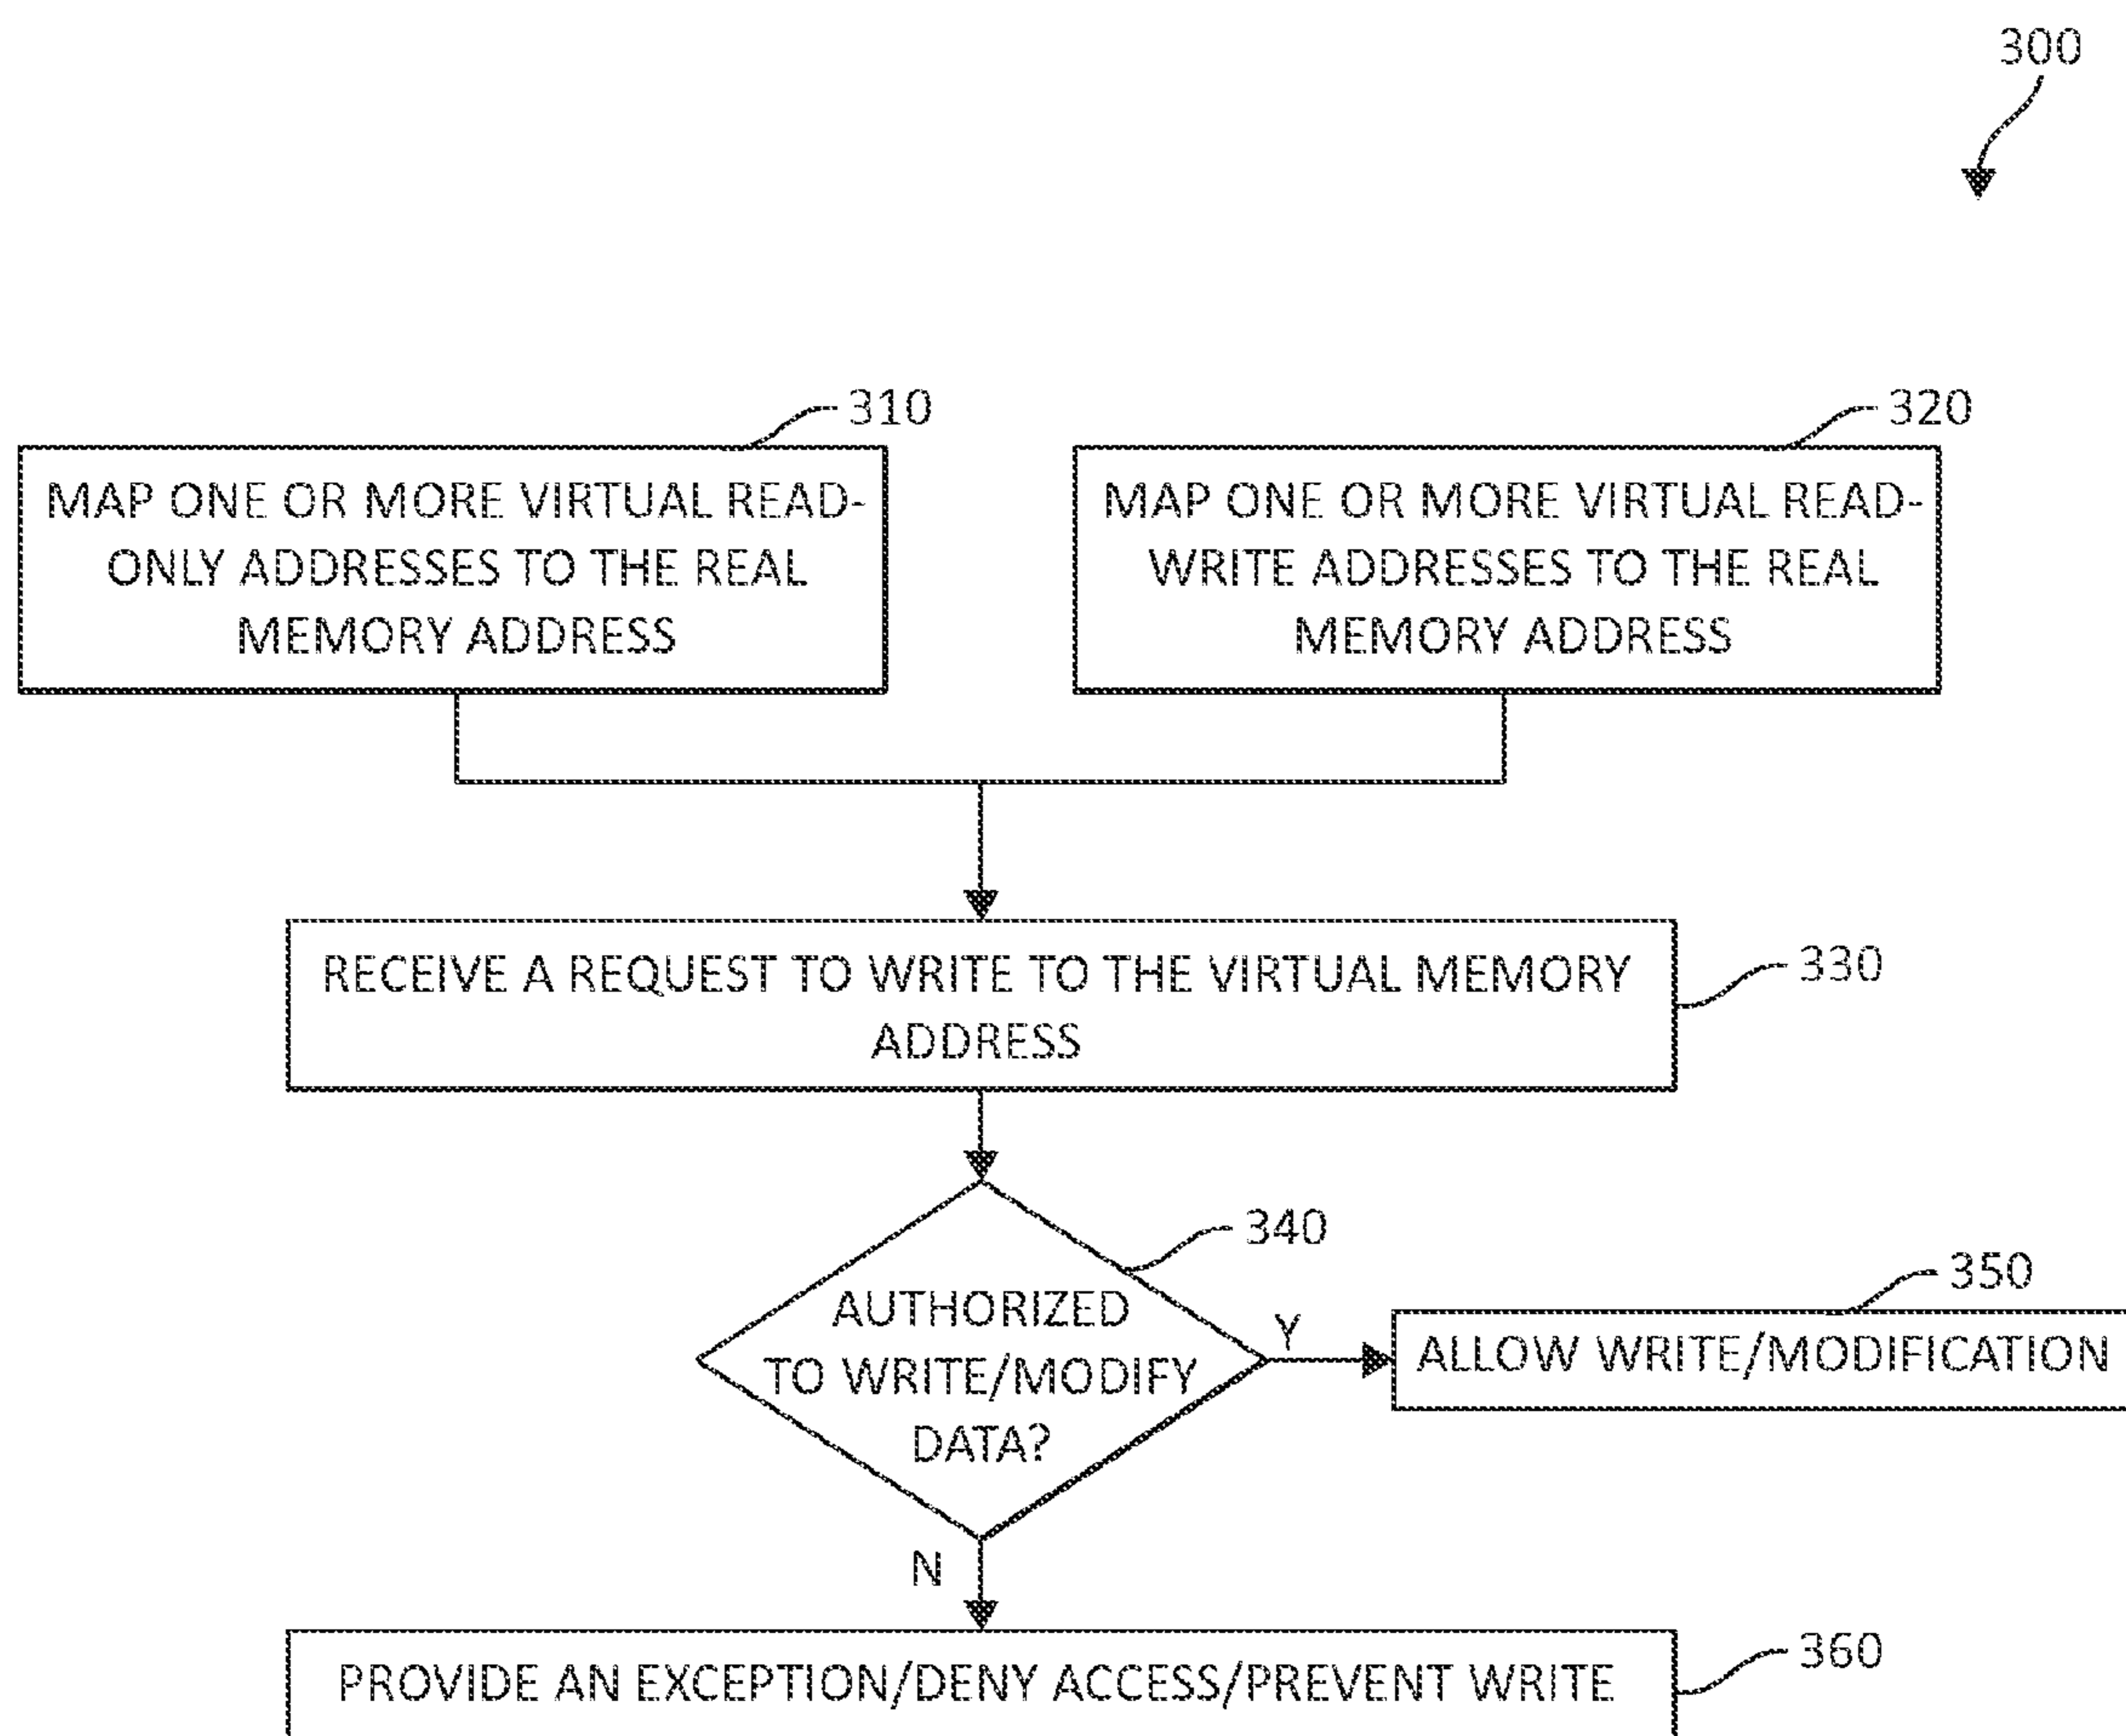 300
310
320
MAP ONE OR MORE VIRTUAL READ-
ONLY ADDRESSES TO THE REAL
MEMORY ADDRESS
MAP ONE OR MORE VIRTUAL READ-
WRITE ADDRESSES TO THE REAL
MEMORY ADDRESS
RECEIVE A REQUEST TO WRITE TO THE VIRTUAL MEMORY
ADDRESS
330
340
AUTHORIZED
TO WRITE/MODIFY
DATA?
Y
350
ALLOW WRITE/MODIFICATION
N
PROVIDE AN EXCEPTION/DENY ACCESS/PREVENT WRITE
360